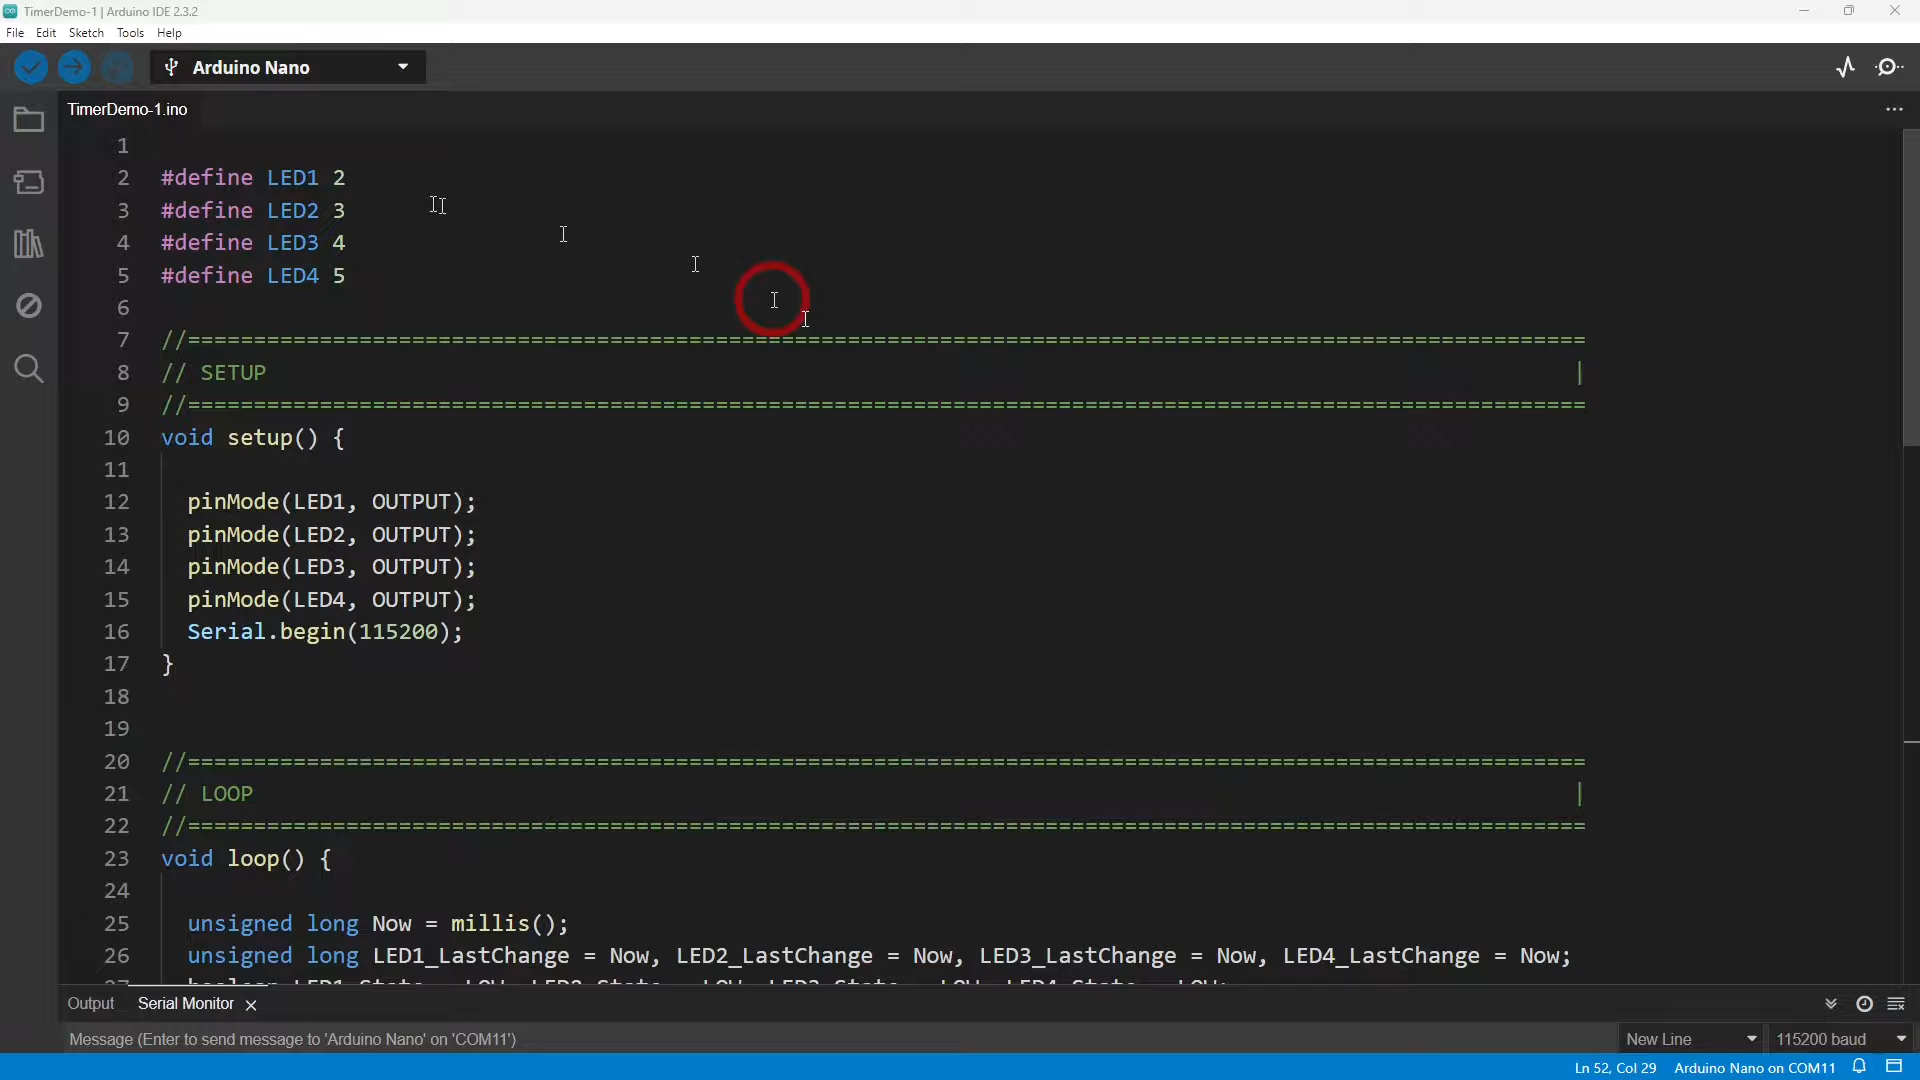 TimerDemo-1 | Arduino IDE 2.3.2
File Edit Sketch Tools Help
Arduino Nano
TimerDemo-1.ino
1
2 #define LED1 2
3 #define LED2 3
4 #define LED3 4
5 #define LED4 5
6
7 //==========================================================================================================
8 // SETUP |
9 //==========================================================================================================
10 void setup() {
11
12 pinMode(LED1, OUTPUT);
13 pinMode(LED2, OUTPUT);
14 pinMode(LED3, OUTPUT);
15 pinMode(LED4, OUTPUT);
16 Serial.begin(115200);
17 }
18
19
20 //==========================================================================================================
21 // LOOP |
22 //==========================================================================================================
23 void loop() {
24
25 unsigned long Now = millis();
26 unsigned long LED1_LastChange = Now, LED2_LastChange = Now, LED3_LastChange = Now, LED4_LastChange = Now;
Output Serial Monitor
Message (Enter to send message to 'Arduino Nano' on 'COM11') New Line 115200 baud
Ln 52, Col 29 Arduino Nano on COM11